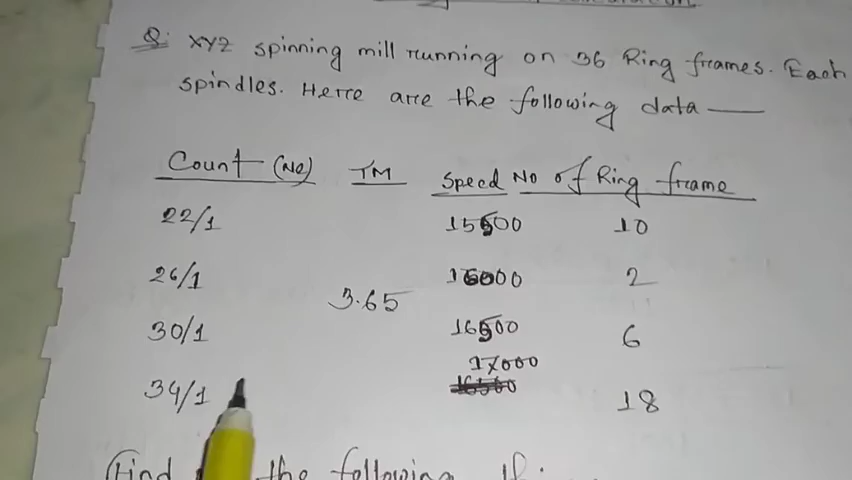 Q: XYZ spinning mill running on 36 Ring frames. Each
spindles. Here are the following data —
Count (Ne) TM Speed No of Ring frame
22/1 15500 10
26/1 16000 2
3.65
30/1 16500 6
17000
34/1 18
Find the following